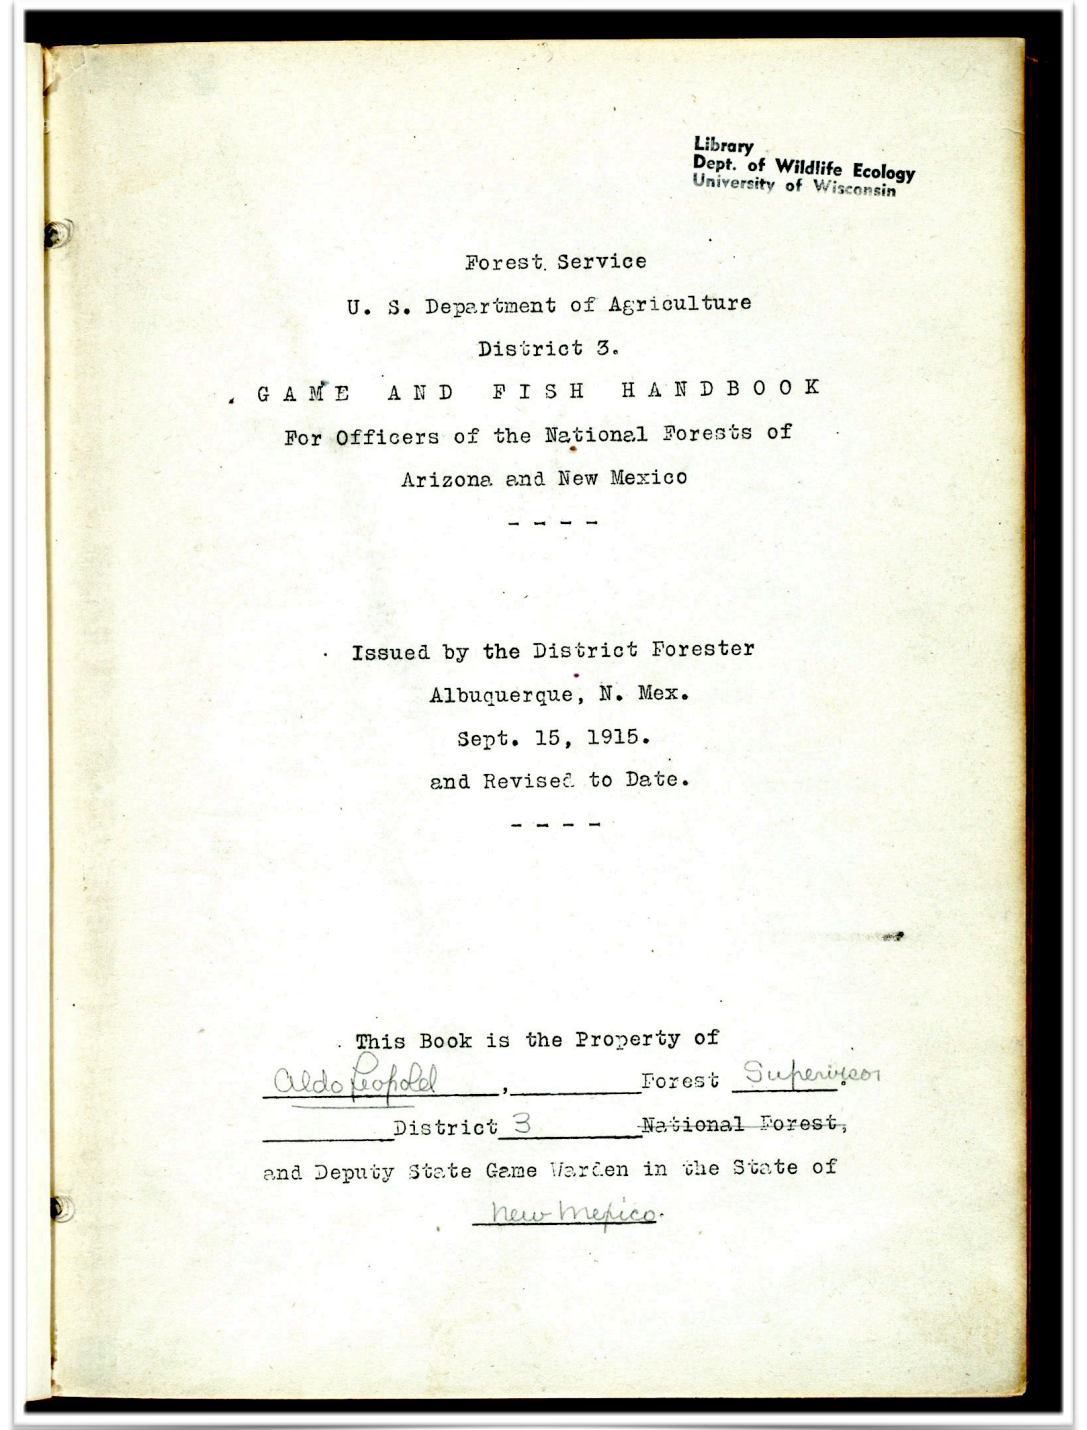 Library
Dept. of Wildlife Ecology
University of Wisconsin
Forest Service
U. S. Department of Agriculture
District 3.
GAME AND FISH HANDBOOK
For Officers of the National Forests of
Arizona and New Mexico
- - - -
Issued by the District Forester
Albuquerque, N. Mex.
Sept. 15, 1915.
and Revised to Date.
- - - -
This Book is the Property of
Aldo Leopold, Forest Supervisor
District 3 National Forest,
and Deputy State Game Warden in the State of
New Mexico.